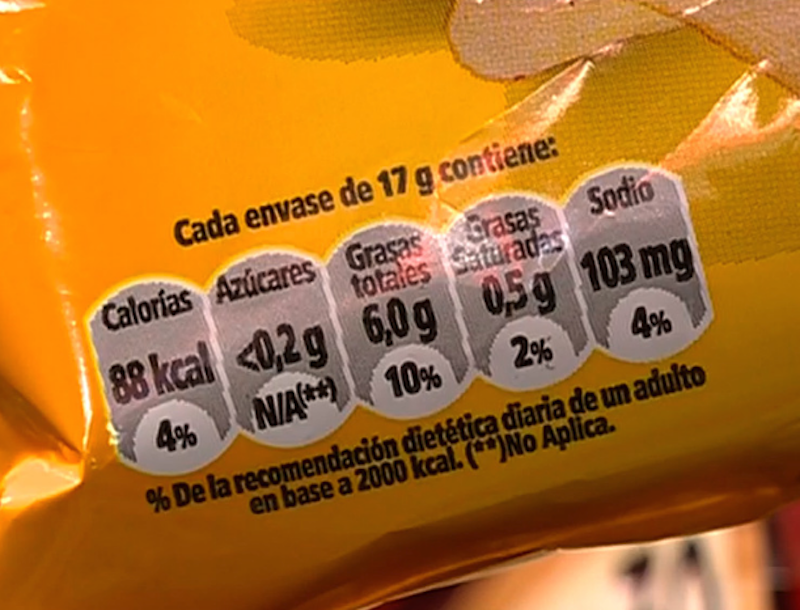 Cada envase de 17 g contiene:
Calorías
88 kcal
4%
Azúcares
<0,2 g
N/A(**)
Grasas
totales
6,0 g
10%
Grasas
saturadas
0,5 g
2%
Sodio
103 mg
4%
% De la recomendación dietética diaria de un adulto
en base a 2000 kcal. (**)No Aplica.